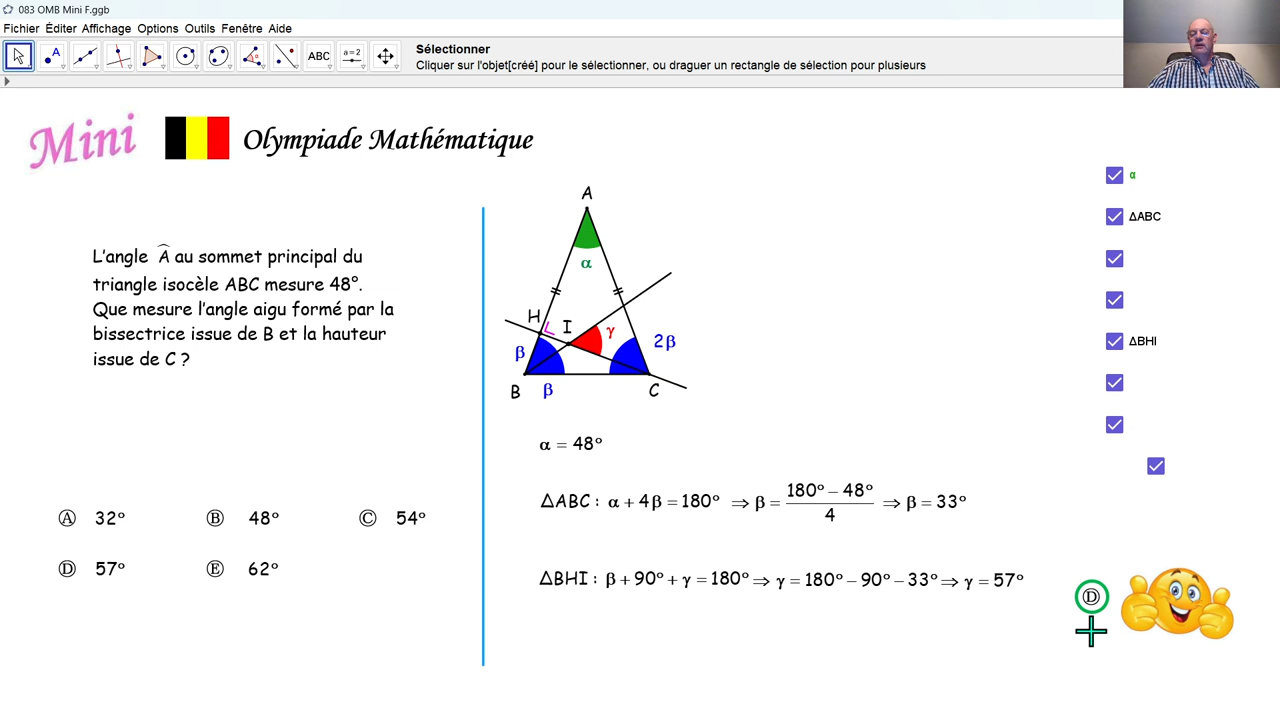 083 OMB Mini F.ggb
Fichier Éditer Affichage Options Outils Fenêtre Aide
A ABC a=2
Sélectionner
Cliquer sur l'objet[créé] pour le sélectionner, ou draguer un rectangle de sélection pour plusieurs
Mini Olympiade Mathématique
L'angle Â au sommet principal du
triangle isocèle ABC mesure 48°.
Que mesure l'angle aigu formé par la
bissectrice issue de B et la hauteur
issue de C ?
Ⓐ 32° Ⓑ 48° Ⓒ 54°
Ⓓ 57° Ⓔ 62°
A
α
H I γ
β 2β
B β C
α = 48°
ΔABC : α + 4β = 180° ⇒ β = (180° − 48°)/4 ⇒ β = 33°
ΔBHI : β + 90° + γ = 180° ⇒ γ = 180° − 90° − 33° ⇒ γ = 57°
α
ΔABC
ΔBHI
Ⓓ